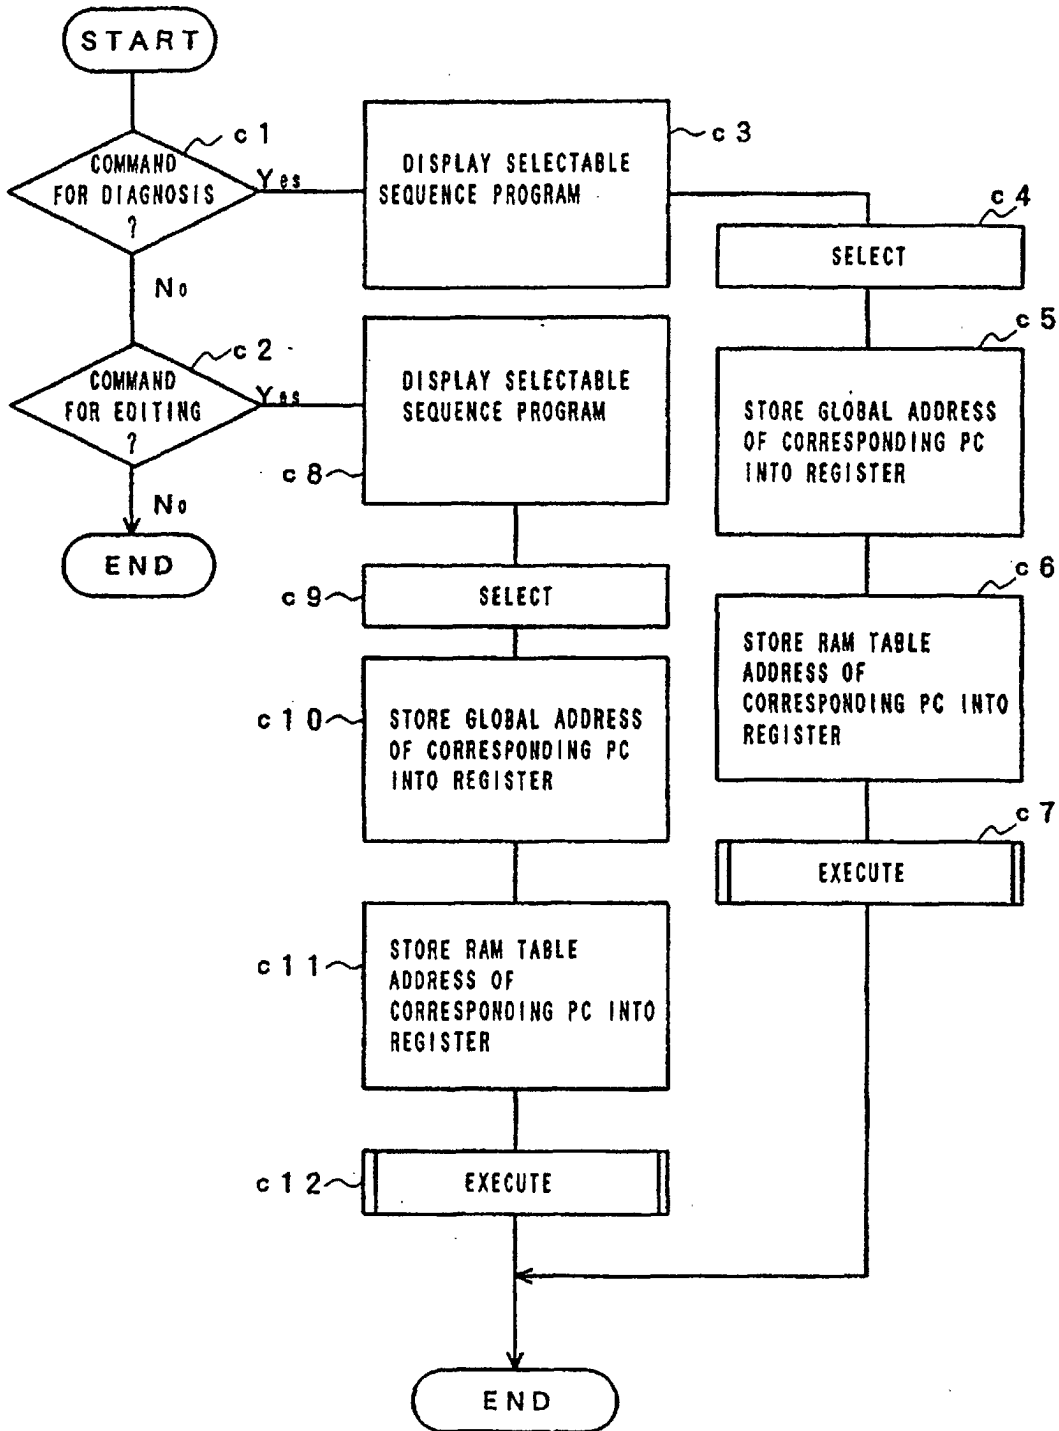 START
c1
COMMAND
FOR DIAGNOSIS
?
Yes
No
c3
DISPLAY SELECTABLE
SEQUENCE PROGRAM
c4
SELECT
c5
STORE GLOBAL ADDRESS
OF CORRESPONDING PC
INTO REGISTER
c6
STORE RAM TABLE
ADDRESS OF
CORRESPONDING PC INTO
REGISTER
c7
EXECUTE
c2
COMMAND
FOR EDITING
?
Yes
No
END
c8
DISPLAY SELECTABLE
SEQUENCE PROGRAM
c9
SELECT
c10
STORE GLOBAL ADDRESS
OF CORRESPONDING PC
INTO REGISTER
c11
STORE RAM TABLE
ADDRESS OF
CORRESPONDING PC INTO
REGISTER
c12
EXECUTE
END